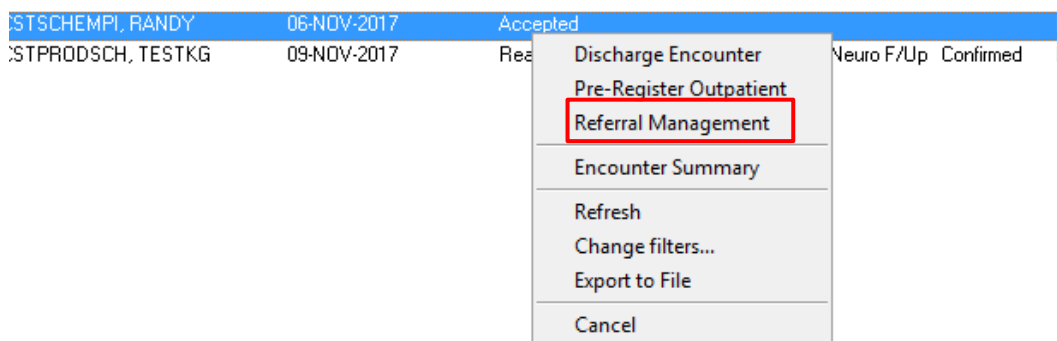 CSTSCHEMPI, RANDY 06-NOV-2017 Accepted
CSTPRODSCH, TESTKG 09-NOV-2017 Neuro F/Up Confirmed
Discharge Encounter
Pre-Register Outpatient
Referral Management
Encounter Summary
Refresh
Change filters...
Export to File
Cancel